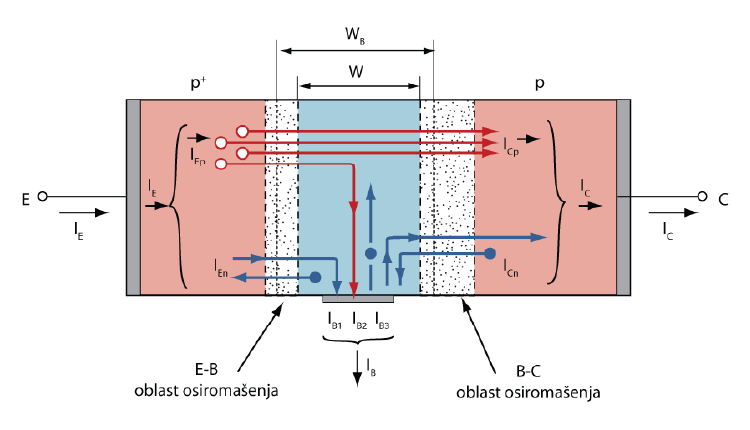 W_B
W
p⁺
p
I_Ep
I_Cp
I_E
I_C
E
C
I_E
I_C
I_En
I_Cn
I_B1 I_B2 I_B3
I_B
E-B
oblast osiromašenja
B-C
oblast osiromašenja